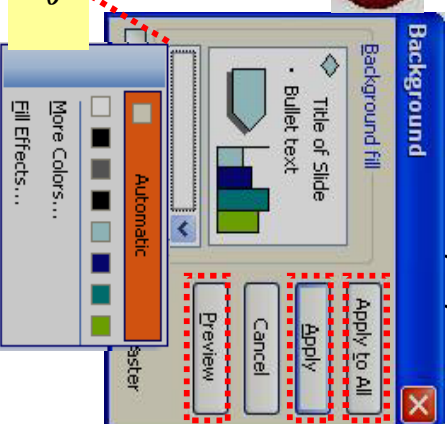 Background
Background fill
Title of Slide
• Bullet text
Apply to All
Apply
Cancel
Preview
Automatic
More Colors...
Fill Effects...
aster